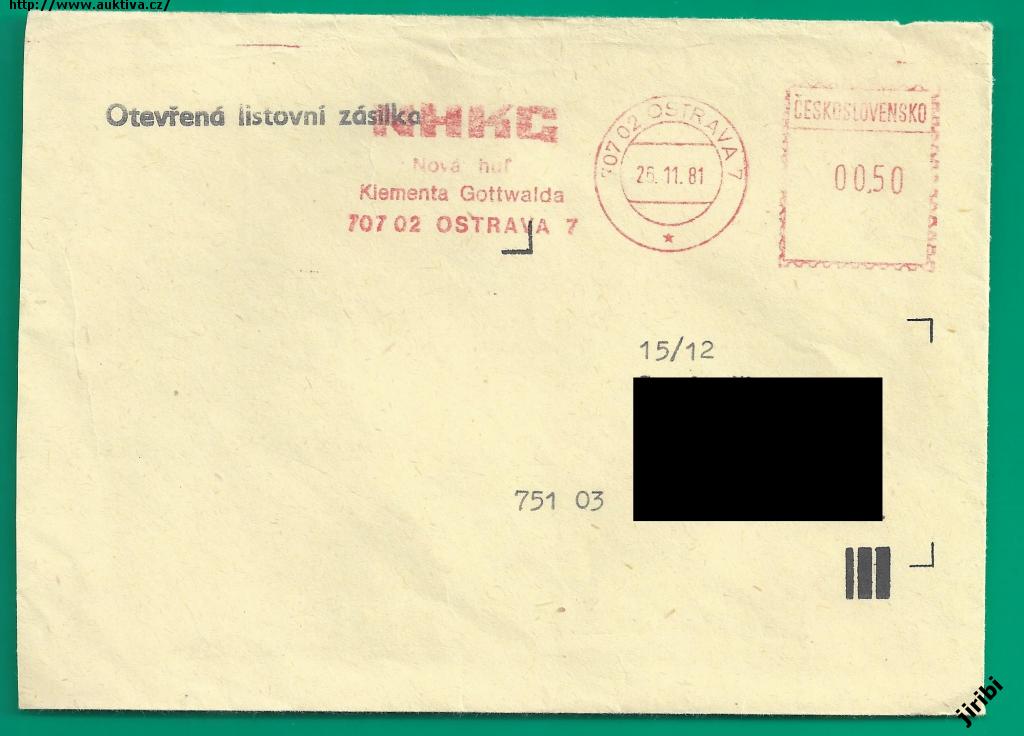 http://www.auktiva.cz/
Otevřená listovní zásilka
NHKG
Nová huť
Klementa Gottwalda
707 02 OSTRAVA 7
707 02 OSTRAVA 7
26.11.81
ČESKOSLOVENSKO
00,50
15/12
751 03
jiribi